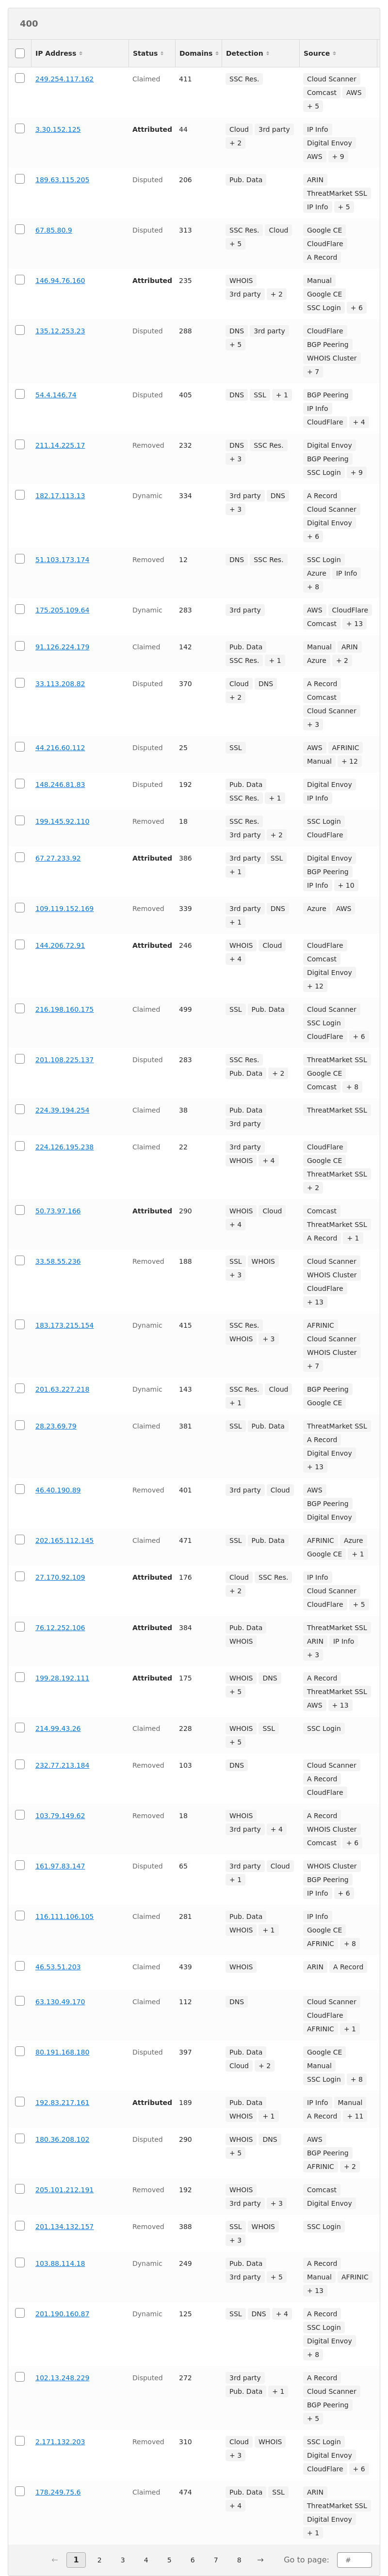 400
IP Address Status Domains Detection Source
249.254.117.162 Claimed 411 SSC Res. Cloud Scanner
Comcast AWS
+ 5
3.30.152.125 Attributed 44 Cloud 3rd party IP Info
+ 2 Digital Envoy
AWS + 9
189.63.115.205 Disputed 206 Pub. Data ARIN
ThreatMarket SSL
IP Info + 5
67.85.80.9 Disputed 313 SSC Res. Cloud Google CE
+ 5 CloudFlare
A Record
146.94.76.160 Attributed 235 WHOIS Manual
3rd party + 2 Google CE
SSC Login + 6
135.12.253.23 Disputed 288 DNS 3rd party CloudFlare
+ 5 BGP Peering
WHOIS Cluster
+ 7
54.4.146.74 Disputed 405 DNS SSL + 1 BGP Peering
IP Info
CloudFlare + 4
211.14.225.17 Removed 232 DNS SSC Res. Digital Envoy
+ 3 BGP Peering
SSC Login + 9
182.17.113.13 Dynamic 334 3rd party DNS A Record
+ 3 Cloud Scanner
Digital Envoy
+ 6
51.103.173.174 Removed 12 DNS SSC Res. SSC Login
Azure IP Info
+ 8
175.205.109.64 Dynamic 283 3rd party AWS CloudFlare
Comcast + 13
91.126.224.179 Claimed 142 Pub. Data Manual ARIN
SSC Res. + 1 Azure + 2
33.113.208.82 Disputed 370 Cloud DNS A Record
+ 2 Comcast
Cloud Scanner
+ 3
44.216.60.112 Disputed 25 SSL AWS AFRINIC
Manual + 12
148.246.81.83 Disputed 192 Pub. Data Digital Envoy
SSC Res. + 1 IP Info
199.145.92.110 Removed 18 SSC Res. SSC Login
3rd party + 2 CloudFlare
67.27.233.92 Attributed 386 3rd party SSL Digital Envoy
+ 1 BGP Peering
IP Info + 10
109.119.152.169 Removed 339 3rd party DNS Azure AWS
+ 1
144.206.72.91 Attributed 246 WHOIS Cloud CloudFlare
+ 4 Comcast
Digital Envoy
+ 12
216.198.160.175 Claimed 499 SSL Pub. Data Cloud Scanner
SSC Login
CloudFlare + 6
201.108.225.137 Disputed 283 SSC Res. ThreatMarket SSL
Pub. Data + 2 Google CE
Comcast + 8
224.39.194.254 Claimed 38 Pub. Data ThreatMarket SSL
3rd party
224.126.195.238 Claimed 22 3rd party CloudFlare
WHOIS + 4 Google CE
ThreatMarket SSL
+ 2
50.73.97.166 Attributed 290 WHOIS Cloud Comcast
+ 4 ThreatMarket SSL
A Record + 1
33.58.55.236 Removed 188 SSL WHOIS Cloud Scanner
+ 3 WHOIS Cluster
CloudFlare
+ 13
183.173.215.154 Dynamic 415 SSC Res. AFRINIC
WHOIS + 3 Cloud Scanner
WHOIS Cluster
+ 7
201.63.227.218 Dynamic 143 SSC Res. Cloud BGP Peering
+ 1 Google CE
28.23.69.79 Claimed 381 SSL Pub. Data ThreatMarket SSL
A Record
Digital Envoy
+ 13
46.40.190.89 Removed 401 3rd party Cloud AWS
BGP Peering
Digital Envoy
202.165.112.145 Claimed 471 SSL Pub. Data AFRINIC Azure
Google CE + 1
27.170.92.109 Attributed 176 Cloud SSC Res. IP Info
+ 2 Cloud Scanner
CloudFlare + 5
76.12.252.106 Attributed 384 Pub. Data ThreatMarket SSL
WHOIS ARIN IP Info
+ 3
199.28.192.111 Attributed 175 WHOIS DNS A Record
+ 5 ThreatMarket SSL
AWS + 13
214.99.43.26 Claimed 228 WHOIS SSL SSC Login
+ 5
232.77.213.184 Removed 103 DNS Cloud Scanner
A Record
CloudFlare
103.79.149.62 Removed 18 WHOIS A Record
3rd party + 4 WHOIS Cluster
Comcast + 6
161.97.83.147 Disputed 65 3rd party Cloud WHOIS Cluster
+ 1 BGP Peering
IP Info + 6
116.111.106.105 Claimed 281 Pub. Data IP Info
WHOIS + 1 Google CE
AFRINIC + 8
46.53.51.203 Claimed 439 WHOIS ARIN A Record
63.130.49.170 Claimed 112 DNS Cloud Scanner
CloudFlare
AFRINIC + 1
80.191.168.180 Disputed 397 Pub. Data Google CE
Cloud + 2 Manual
SSC Login + 8
192.83.217.161 Attributed 189 Pub. Data IP Info Manual
WHOIS + 1 A Record + 11
180.36.208.102 Disputed 290 WHOIS DNS AWS
+ 5 BGP Peering
AFRINIC + 2
205.101.212.191 Removed 192 WHOIS Comcast
3rd party + 3 Digital Envoy
201.134.132.157 Removed 388 SSL WHOIS SSC Login
+ 3
103.88.114.18 Dynamic 249 Pub. Data A Record
3rd party + 5 Manual AFRINIC
+ 13
201.190.160.87 Dynamic 125 SSL DNS + 4 A Record
SSC Login
Digital Envoy
+ 8
102.13.248.229 Disputed 272 3rd party A Record
Pub. Data + 1 Cloud Scanner
BGP Peering
+ 5
2.171.132.203 Removed 310 Cloud WHOIS SSC Login
+ 3 Digital Envoy
CloudFlare + 6
178.249.75.6 Claimed 474 Pub. Data SSL ARIN
+ 4 ThreatMarket SSL
Digital Envoy
+ 1
← 1 2 3 4 5 6 7 8 → Go to page: #